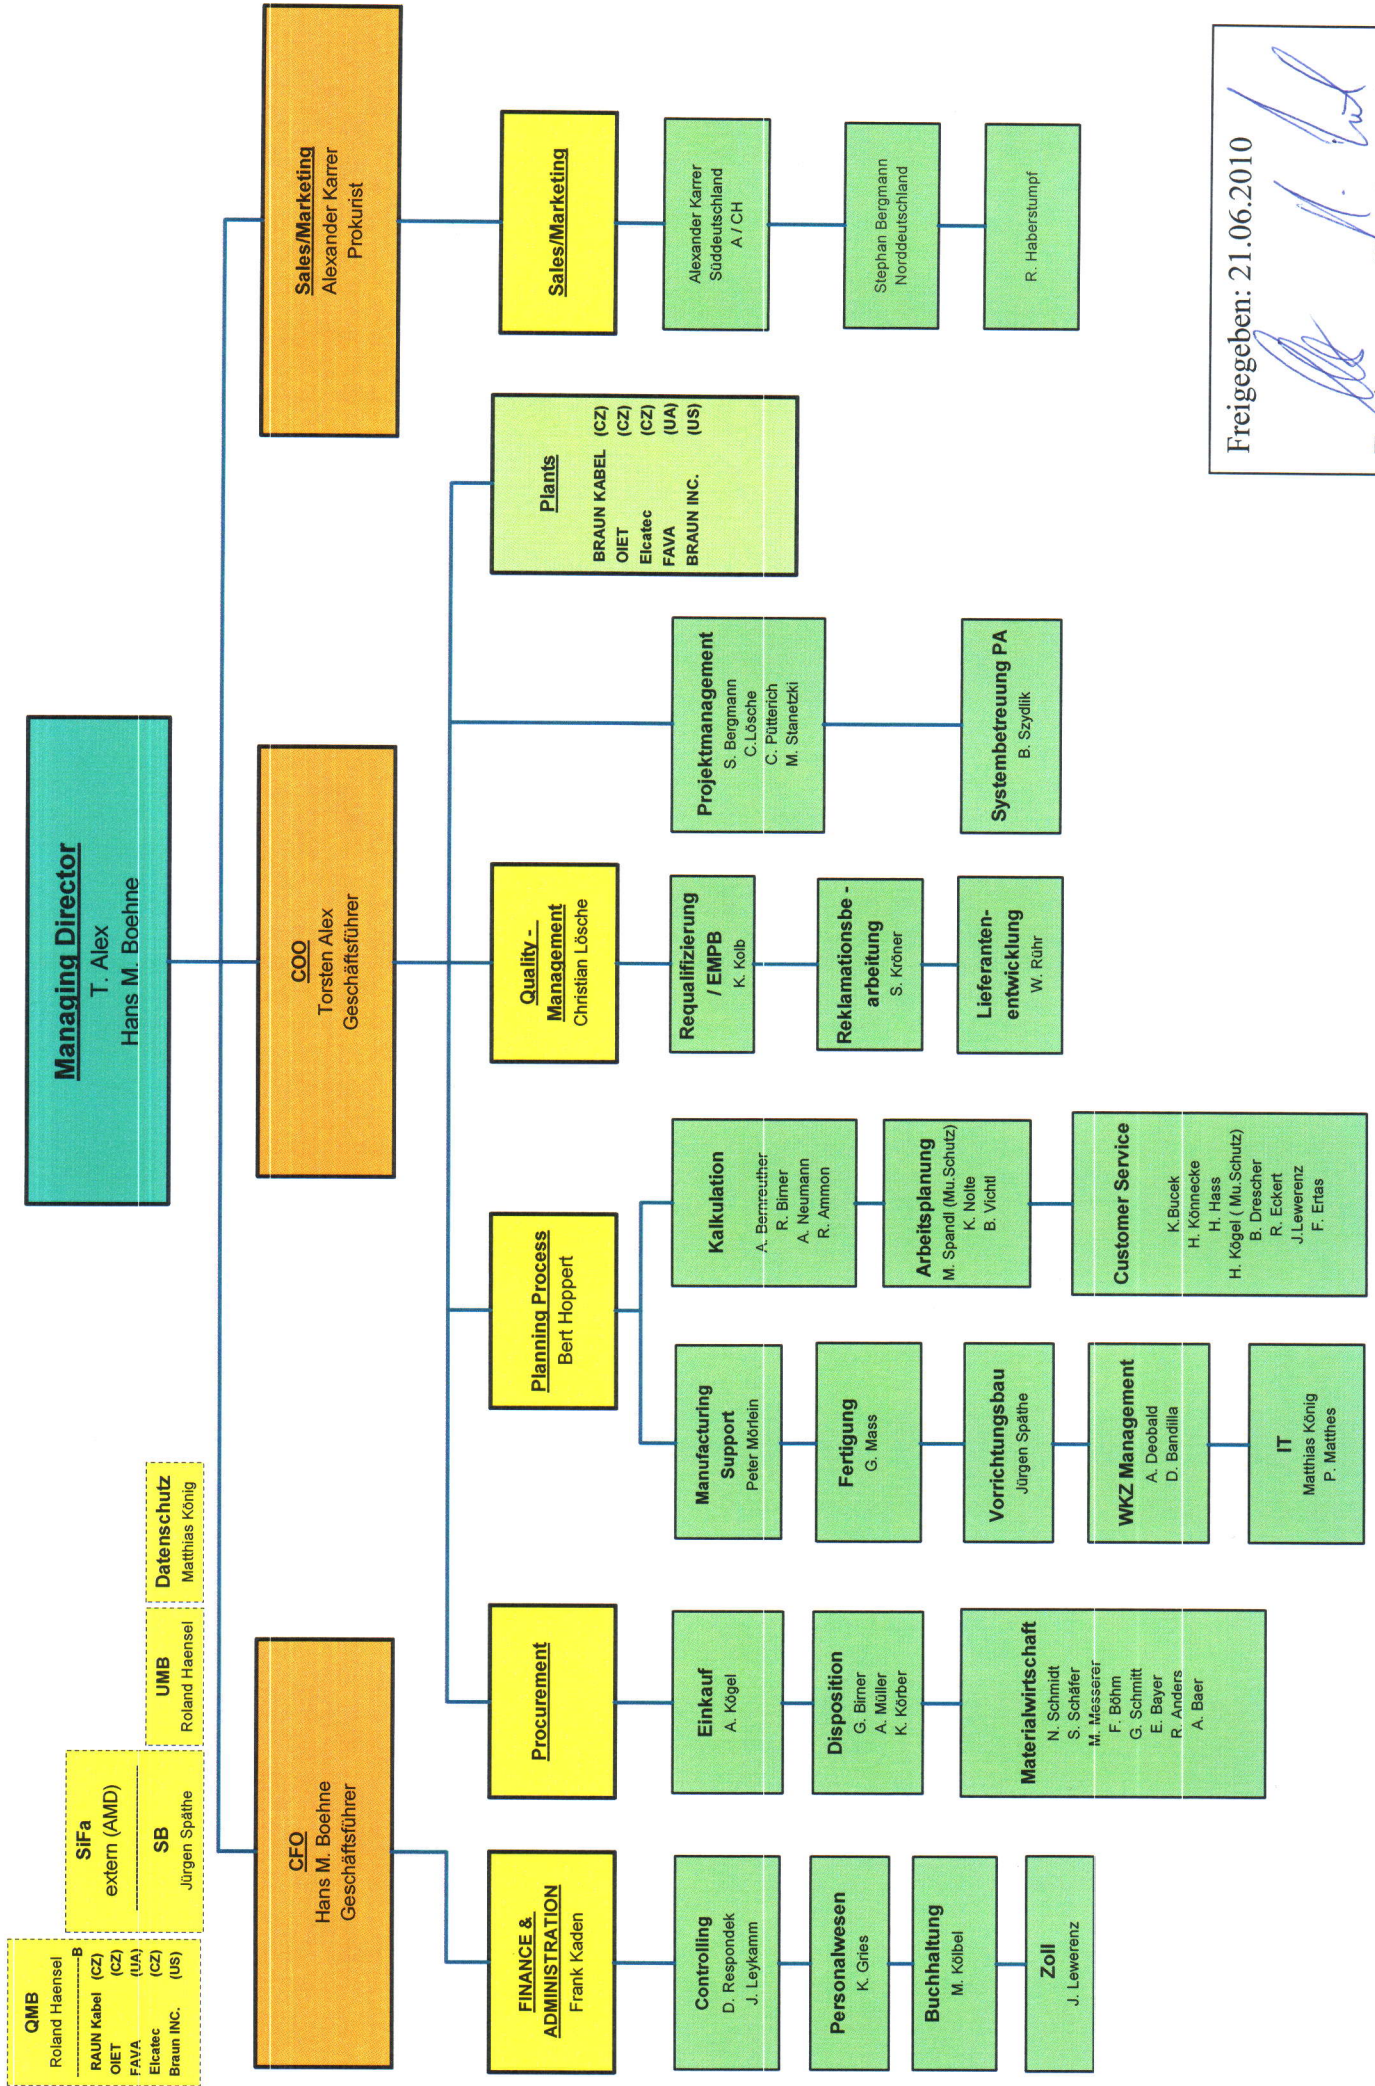 QMB
Roland Haensel
B
RAUN Kabel (CZ)
OIET (CZ)
FAVA (UA)
Elcatec (CZ)
Braun INC. (US)
SiFa
extern (AMD)
SB
Jürgen Späthe
UMB
Roland Haensel
Datenschutz
Matthias König
Managing Director
T. Alex
Hans M. Boehne
CFO
Hans M. Boehne
Geschäftsführer
COO
Torsten Alex
Geschäftsführer
Sales/Marketing
Alexander Karrer
Prokurist
FINANCE &
ADMINISTRATION
Frank Kaden
Controlling
D. Respondek
J. Leykamm
Personalwesen
K. Gries
Buchhaltung
M. Kölbel
Zoll
J. Lewerenz
Procurement
Einkauf
A. Kögel
Disposition
G. Birner
A. Müller
K. Körber
Materialwirtschaft
N. Schmidt
S. Schäfer
M. Messerer
F. Böhm
G. Schmitt
E. Bayer
R. Anders
A. Baer
Planning Process
Bert Hoppert
Manufacturing
Support
Peter Mörlein
Fertigung
G. Mass
Vorrichtungsbau
Jürgen Späthe
WKZ Management
A. Deobald
D. Bandilla
IT
Matthias König
P. Matthes
Kalkulation
A. Bernreuther
R. Birner
A. Neumann
R. Ammon
Arbeitsplanung
M. Spandl (Mu.Schutz)
K. Nolte
B. Vichtl
Customer Service
K.Bucek
H. Könnecke
H. Hass
H. Kögel ( Mu.Schutz)
B. Drescher
R. Eckert
J.Lewerenz
F. Ertas
Quality -
Management
Christian Lösche
Requalifizierung
/ EMPB
K. Kolb
Reklamationsbe -
arbeitung
S. Kröner
Lieferanten-
entwicklung
W. Rühr
Projektmanagement
S. Bergmann
C.Lösche
C. Pütterich
M. Stanetzki
Systembetreuung PA
B. Szydlik
Plants
BRAUN KABEL (CZ)
OIET (CZ)
Elcatec (CZ)
FAVA (UA)
BRAUN INC. (US)
Sales/Marketing
Alexander Karrer
Süddeutschland
A / CH
Stephan Bergmann
Norddeutschland
R. Haberstumpf
Freigegeben: 21.06.2010